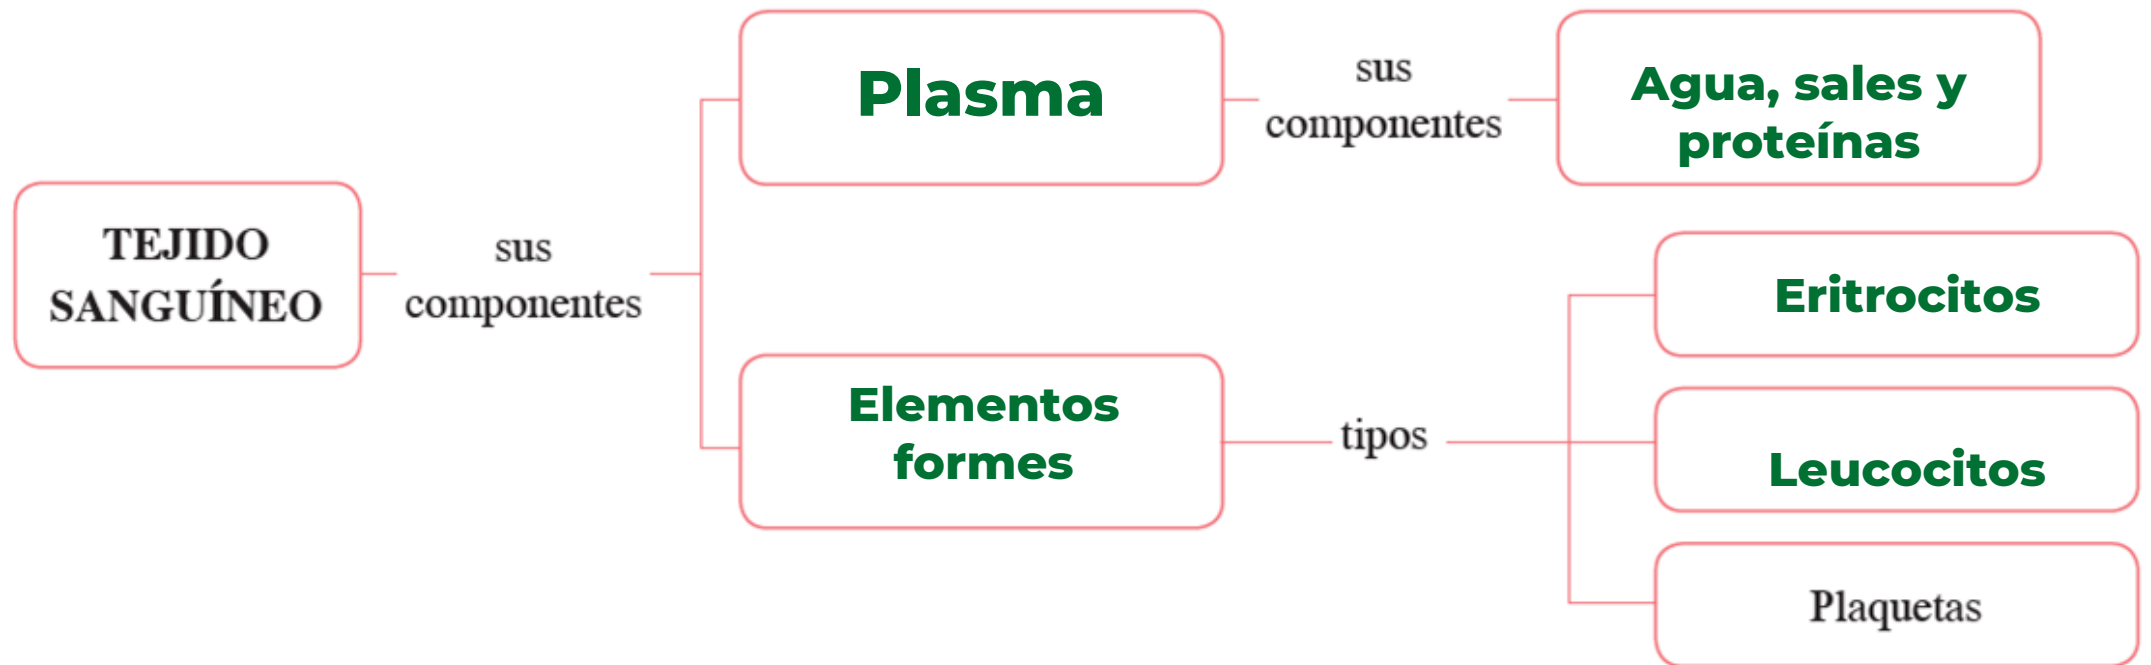 TEJIDO
SANGUÍNEO
sus
componentes
Plasma
sus
componentes
Agua, sales y
proteínas
Elementos
formes
tipos
Eritrocitos
Leucocitos
Plaquetas